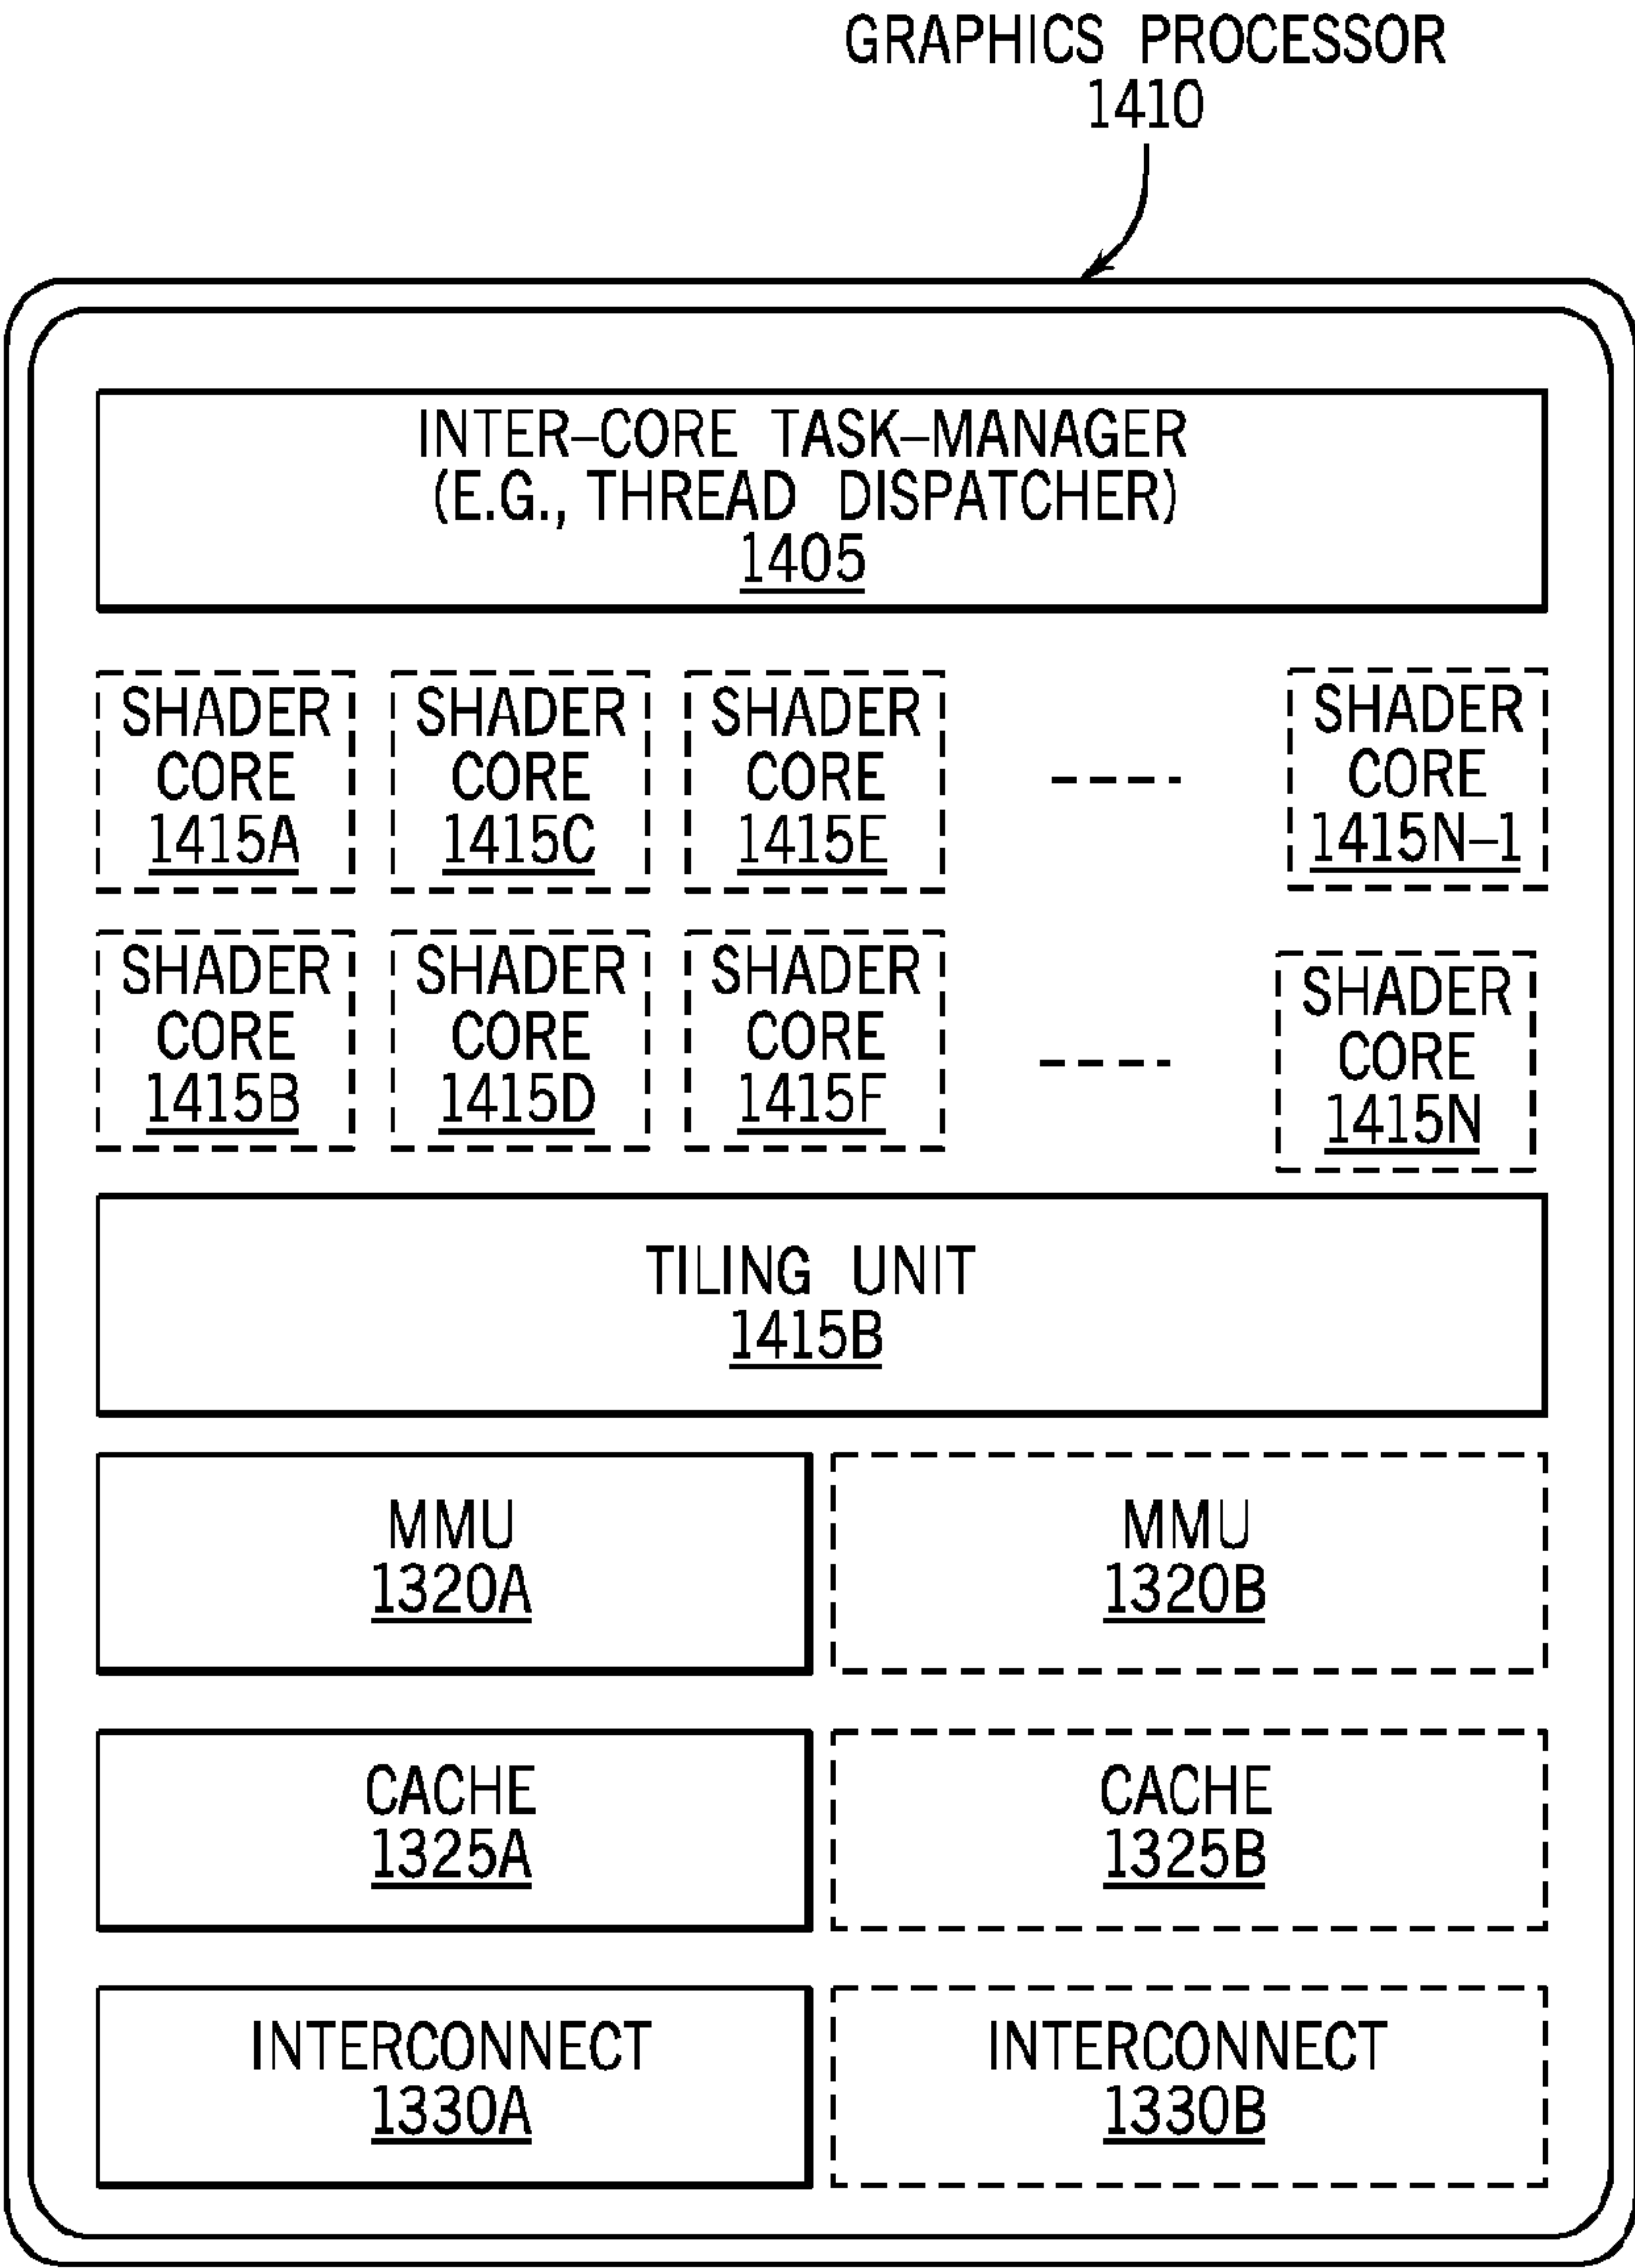 GRAPHICS PROCESSOR
1410
INTER-CORE TASK-MANAGER
(E.G., THREAD DISPATCHER)
1405
SHADER
CORE
1415A
SHADER
CORE
1415C
SHADER
CORE
1415E
SHADER
CORE
1415N-1
SHADER
CORE
1415B
SHADER
CORE
1415D
SHADER
CORE
1415F
SHADER
CORE
1415N
TILING UNIT
1415B
MMU
1320A
MMU
1320B
CACHE
1325A
CACHE
1325B
INTERCONNECT
1330A
INTERCONNECT
1330B